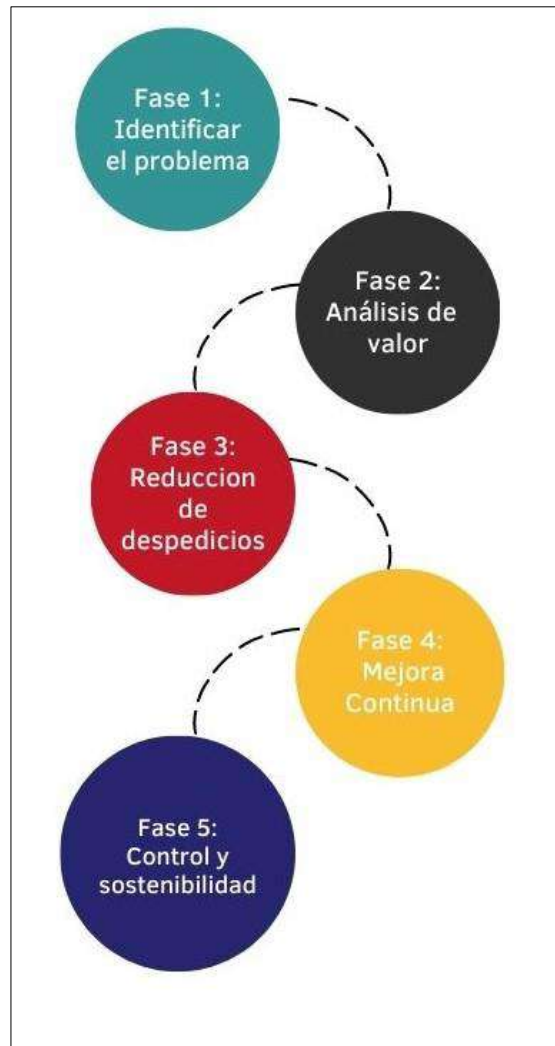 Fase 1:
Identificar
el problema
Fase 2:
Análisis de
valor
Fase 3:
Reduccion
de
despedicios
Fase 4:
Mejora
Continua
Fase 5:
Control y
sostenibilidad